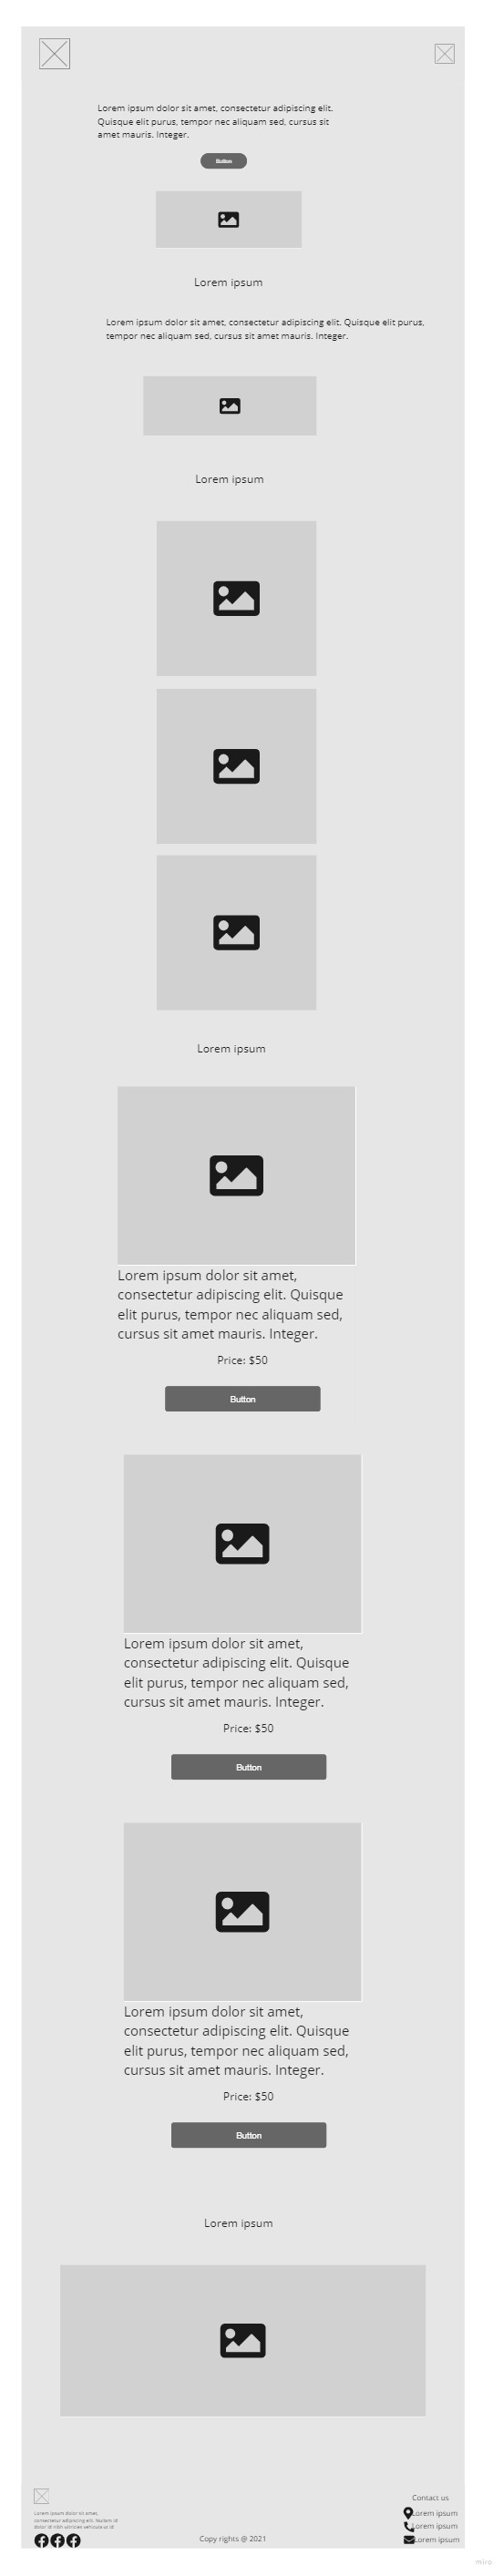 Lorem ipsum dolor sit amet, consectetur adipiscing elit.
Quisque elit purus, tempor nec aliquam sed, cursus sit
amet mauris. Integer.
Button
Lorem ipsum
Lorem ipsum dolor sit amet, consectetur adipiscing elit. Quisque elit purus,
tempor nec aliquam sed, cursus sit amet mauris. Integer.
Lorem ipsum
Lorem ipsum
Lorem ipsum dolor sit amet,
consectetur adipiscing elit. Quisque
elit purus, tempor nec aliquam sed,
cursus sit amet mauris. Integer.
Price: $50
Button
Lorem ipsum dolor sit amet,
consectetur adipiscing elit. Quisque
elit purus, tempor nec aliquam sed,
cursus sit amet mauris. Integer.
Price: $50
Button
Lorem ipsum dolor sit amet,
consectetur adipiscing elit. Quisque
elit purus, tempor nec aliquam sed,
cursus sit amet mauris. Integer.
Price: $50
Button
Lorem ipsum
Lorem ipsum dolor sit amet,
consectetur adipiscing elit. Nullam id
dolor id nibh ultricies vehicula ut id
Copy rights @ 2021
Contact us
Lorem ipsum
Lorem ipsum
Lorem ipsum
miro